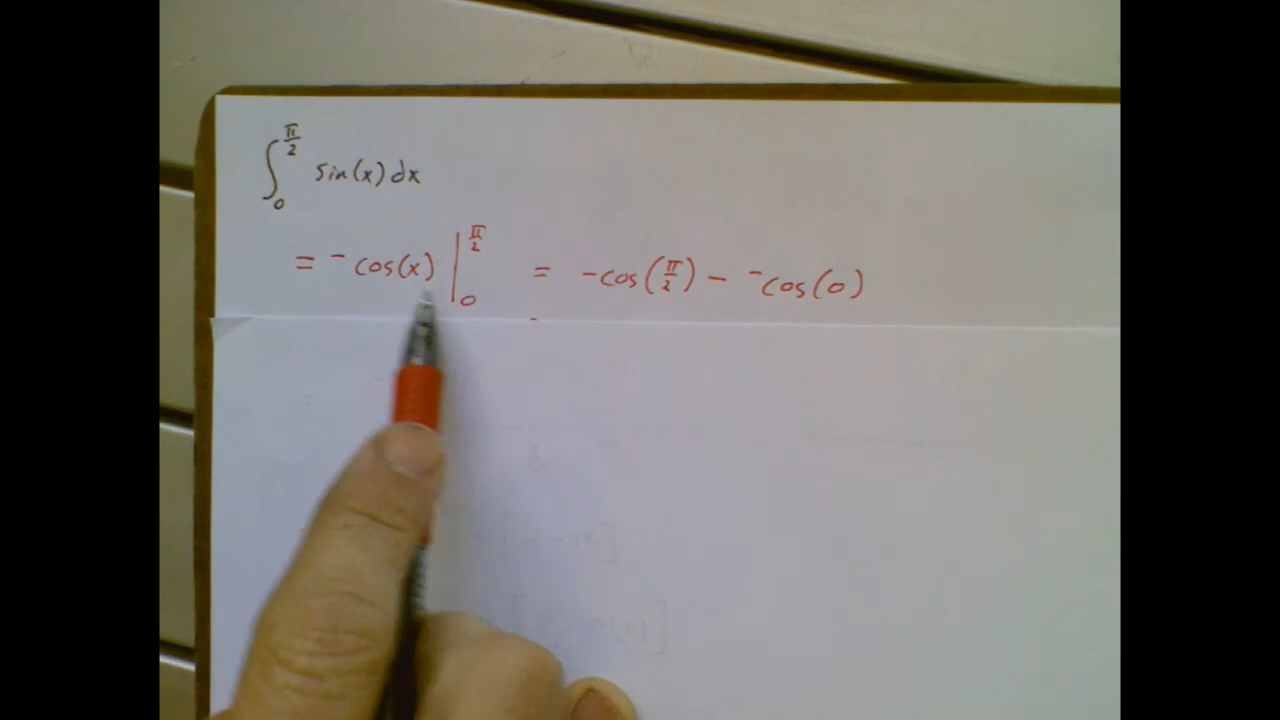 ∫₀^(π/2) sin(x) dx
= ⁻cos(x) |₀^(π/2) = -cos(π/2) - ⁻cos(0)